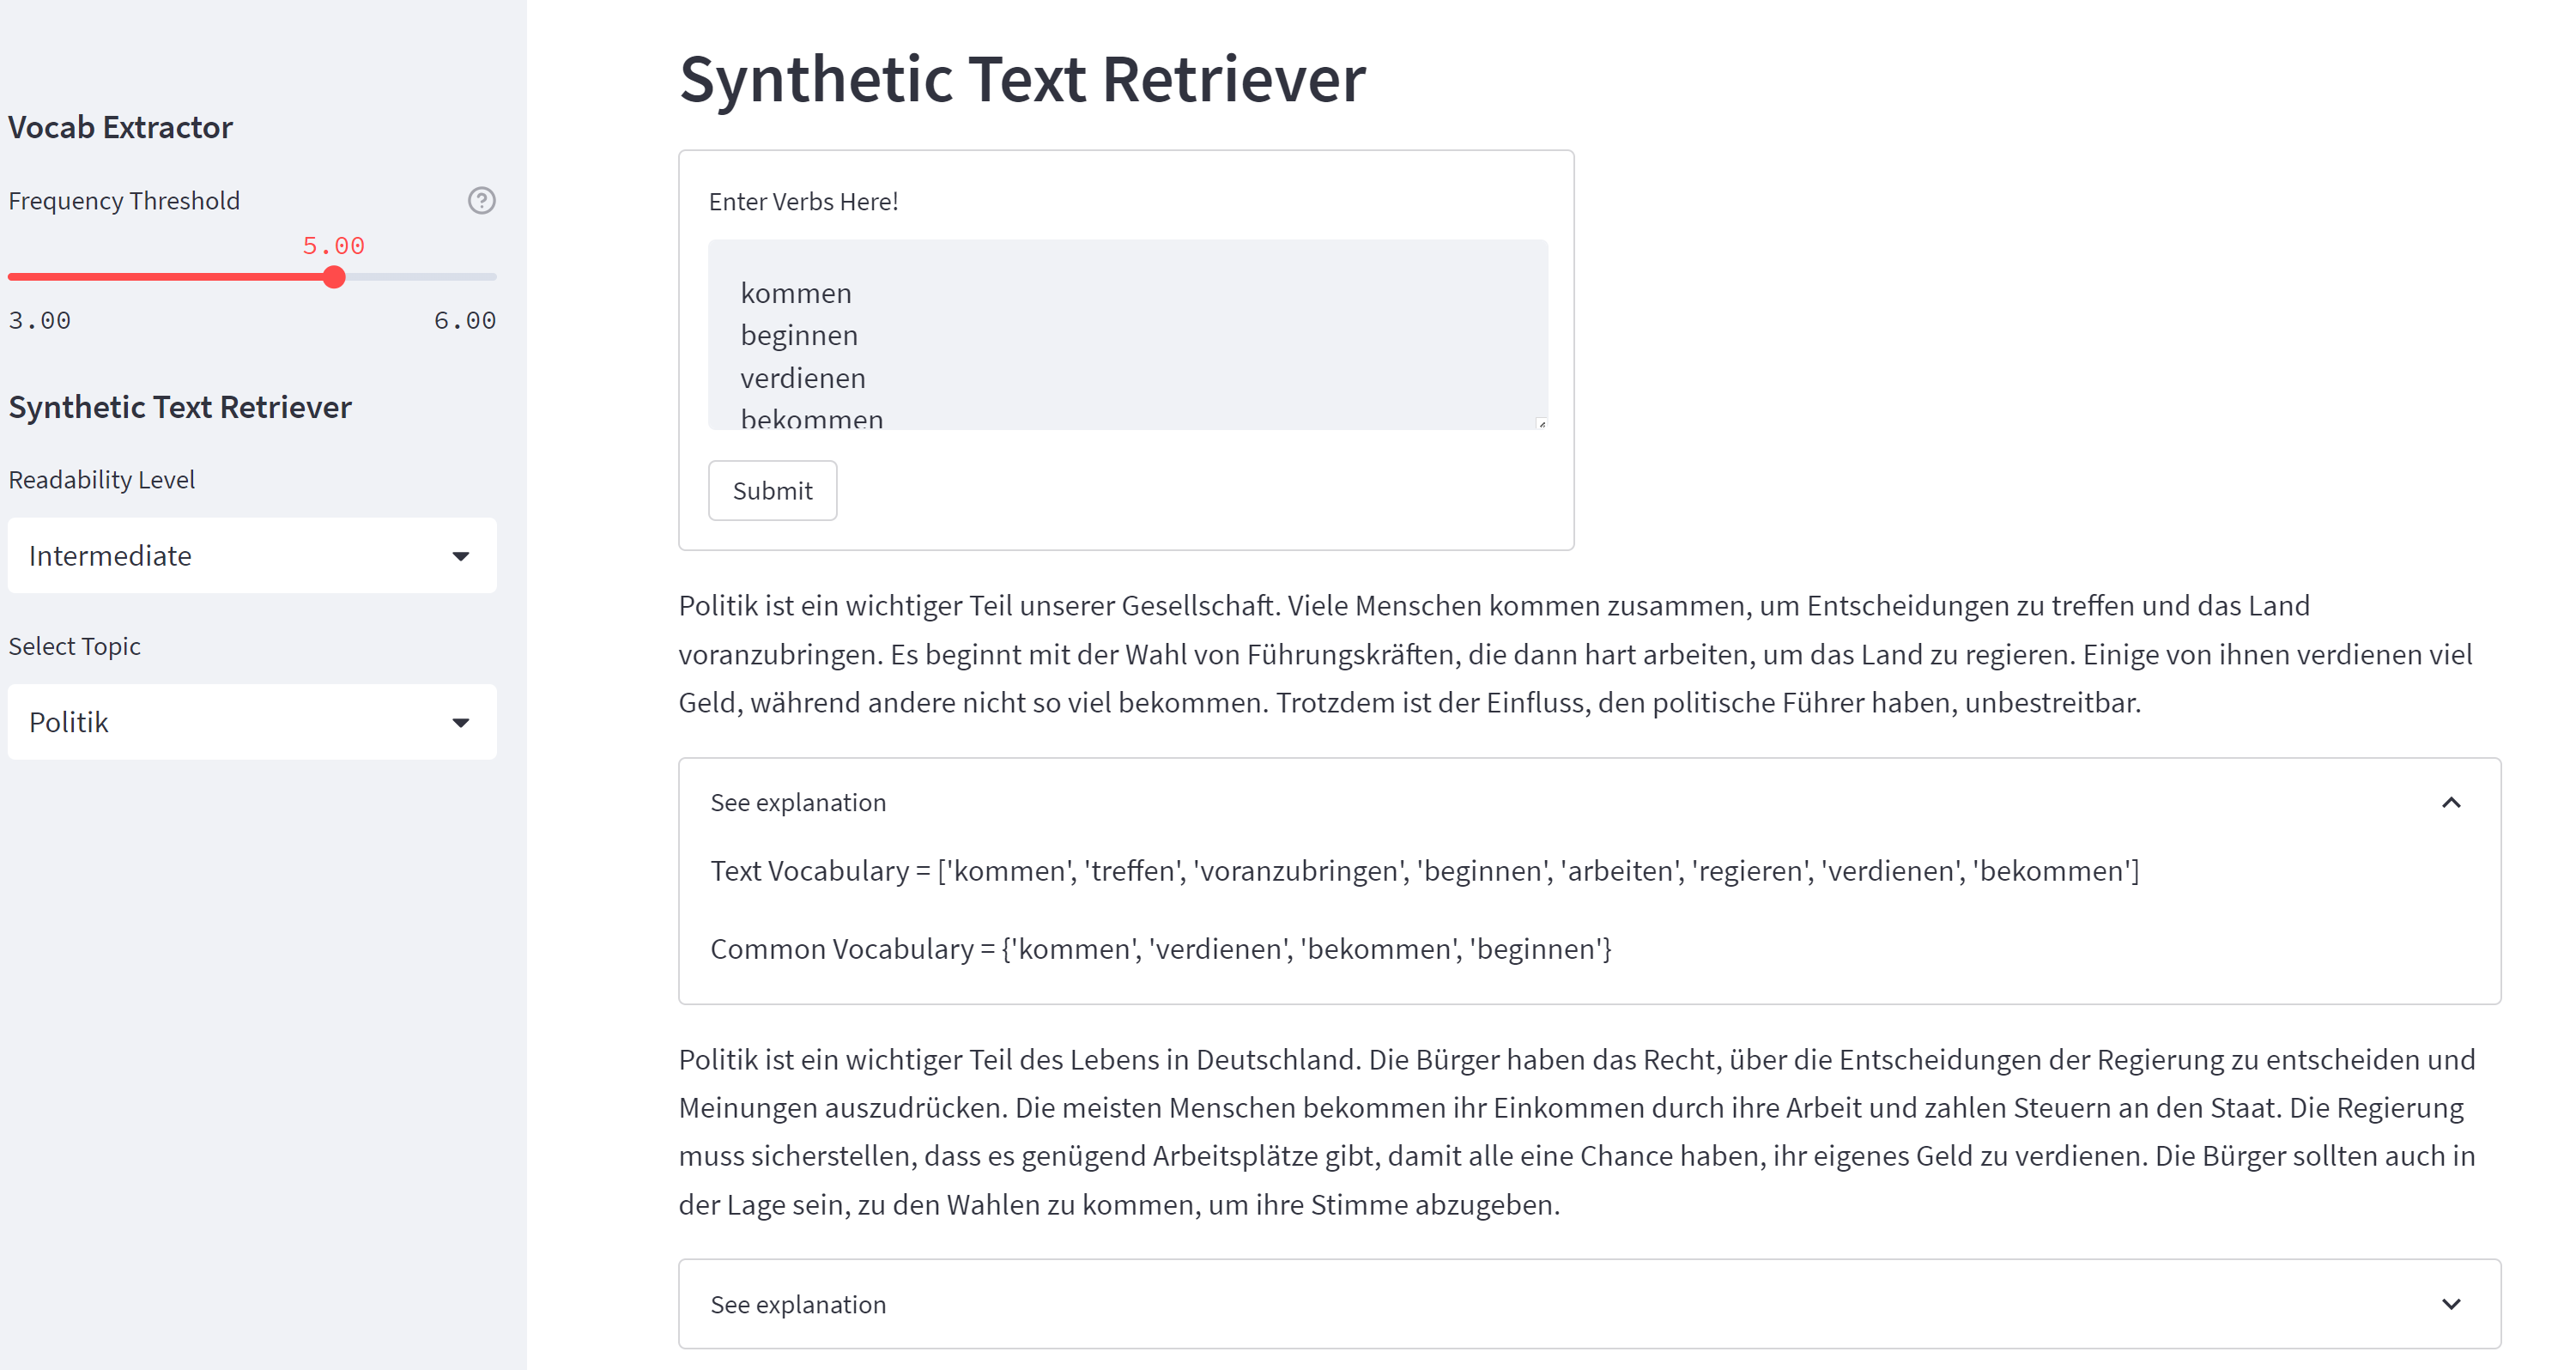 Vocab Extractor
Frequency Threshold
5.00
3.00 6.00
Synthetic Text Retriever
Readability Level
Intermediate
Select Topic
Politik
Synthetic Text Retriever
Enter Verbs Here!
kommen
beginnen
verdienen
bekommen
Submit
Politik ist ein wichtiger Teil unserer Gesellschaft. Viele Menschen kommen zusammen, um Entscheidungen zu treffen und das Land
voranzubringen. Es beginnt mit der Wahl von Führungskräften, die dann hart arbeiten, um das Land zu regieren. Einige von ihnen verdienen viel
Geld, während andere nicht so viel bekommen. Trotzdem ist der Einfluss, den politische Führer haben, unbestreitbar.
See explanation
Text Vocabulary = ['kommen', 'treffen', 'voranzubringen', 'beginnen', 'arbeiten', 'regieren', 'verdienen', 'bekommen']
Common Vocabulary = {'kommen', 'verdienen', 'bekommen', 'beginnen'}
Politik ist ein wichtiger Teil des Lebens in Deutschland. Die Bürger haben das Recht, über die Entscheidungen der Regierung zu entscheiden und
Meinungen auszudrücken. Die meisten Menschen bekommen ihr Einkommen durch ihre Arbeit und zahlen Steuern an den Staat. Die Regierung
muss sicherstellen, dass es genügend Arbeitsplätze gibt, damit alle eine Chance haben, ihr eigenes Geld zu verdienen. Die Bürger sollten auch in
der Lage sein, zu den Wahlen zu kommen, um ihre Stimme abzugeben.
See explanation